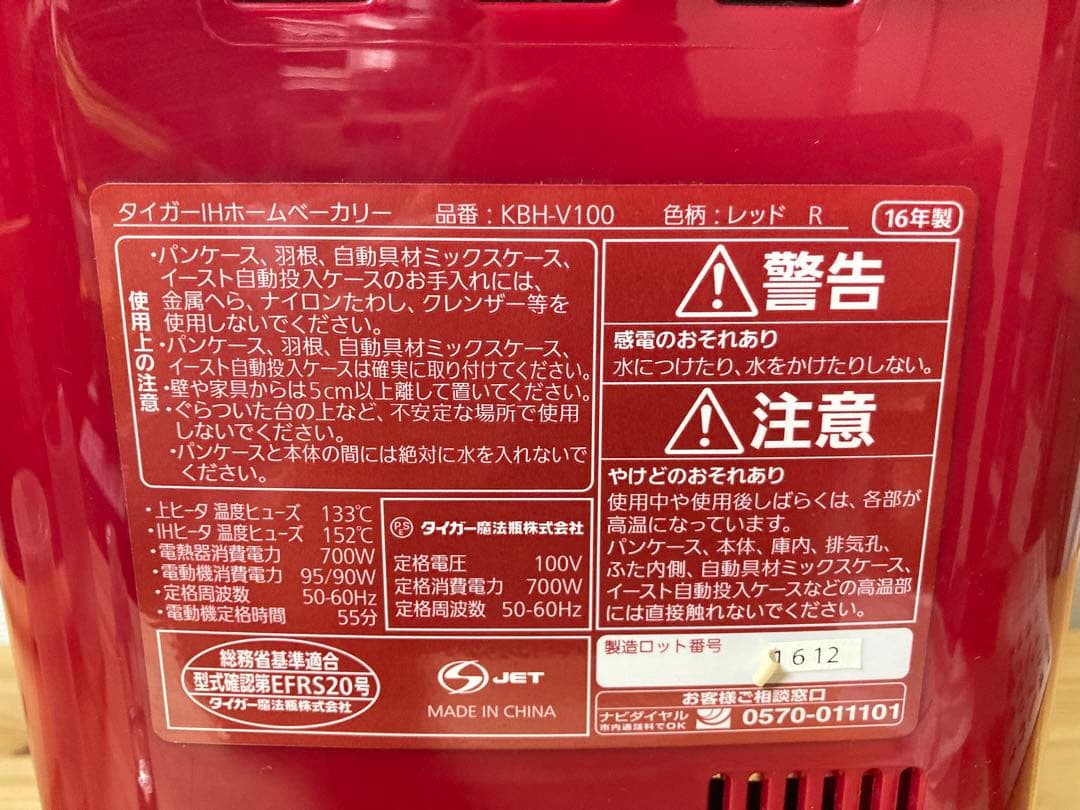 タイガーIHホームベーカリー 品番：KBH-V100 色柄：レッド R 16年製
使用上の注意
・パンケース、羽根、自動具材ミックスケース、
イースト自動投入ケースのお手入れには、
金属へら、ナイロンたわし、クレンザー等を
使用しないでください。
・パンケース、羽根、自動具材ミックスケース、
イースト自動投入ケースは確実に取り付けてください。
・壁や家具からは5cm以上離して置いてください。
・ぐらついた台の上など、不安定な場所で使用
しないでください。
・パンケースと本体の間には絶対に水を入れないで
ください。
警告
感電のおそれあり
水につけたり、水をかけたりしない。
注意
やけどのおそれあり
使用中や使用後しばらくは、各部が
高温になっています。
パンケース、本体、庫内、排気孔、
ふた内側、自動具材ミックスケース、
イースト自動投入ケースなどの高温部
には直接触れないでください。
・上ヒータ 温度ヒューズ 133℃
・IHヒータ 温度ヒューズ 152℃
・電熱器消費電力 700W
・電動機消費電力 95/90W
・定格周波数 50-60Hz
・電動機定格時間 55分
PSE タイガー魔法瓶株式会社
定格電圧 100V
定格消費電力 700W
定格周波数 50-60Hz
総務省基準適合
型式確認第EFRS20号
タイガー魔法瓶株式会社
JET
MADE IN CHINA
製造ロット番号
1612
お客様ご相談窓口
ナビダイヤル
市内通話料でOK
0570-011101